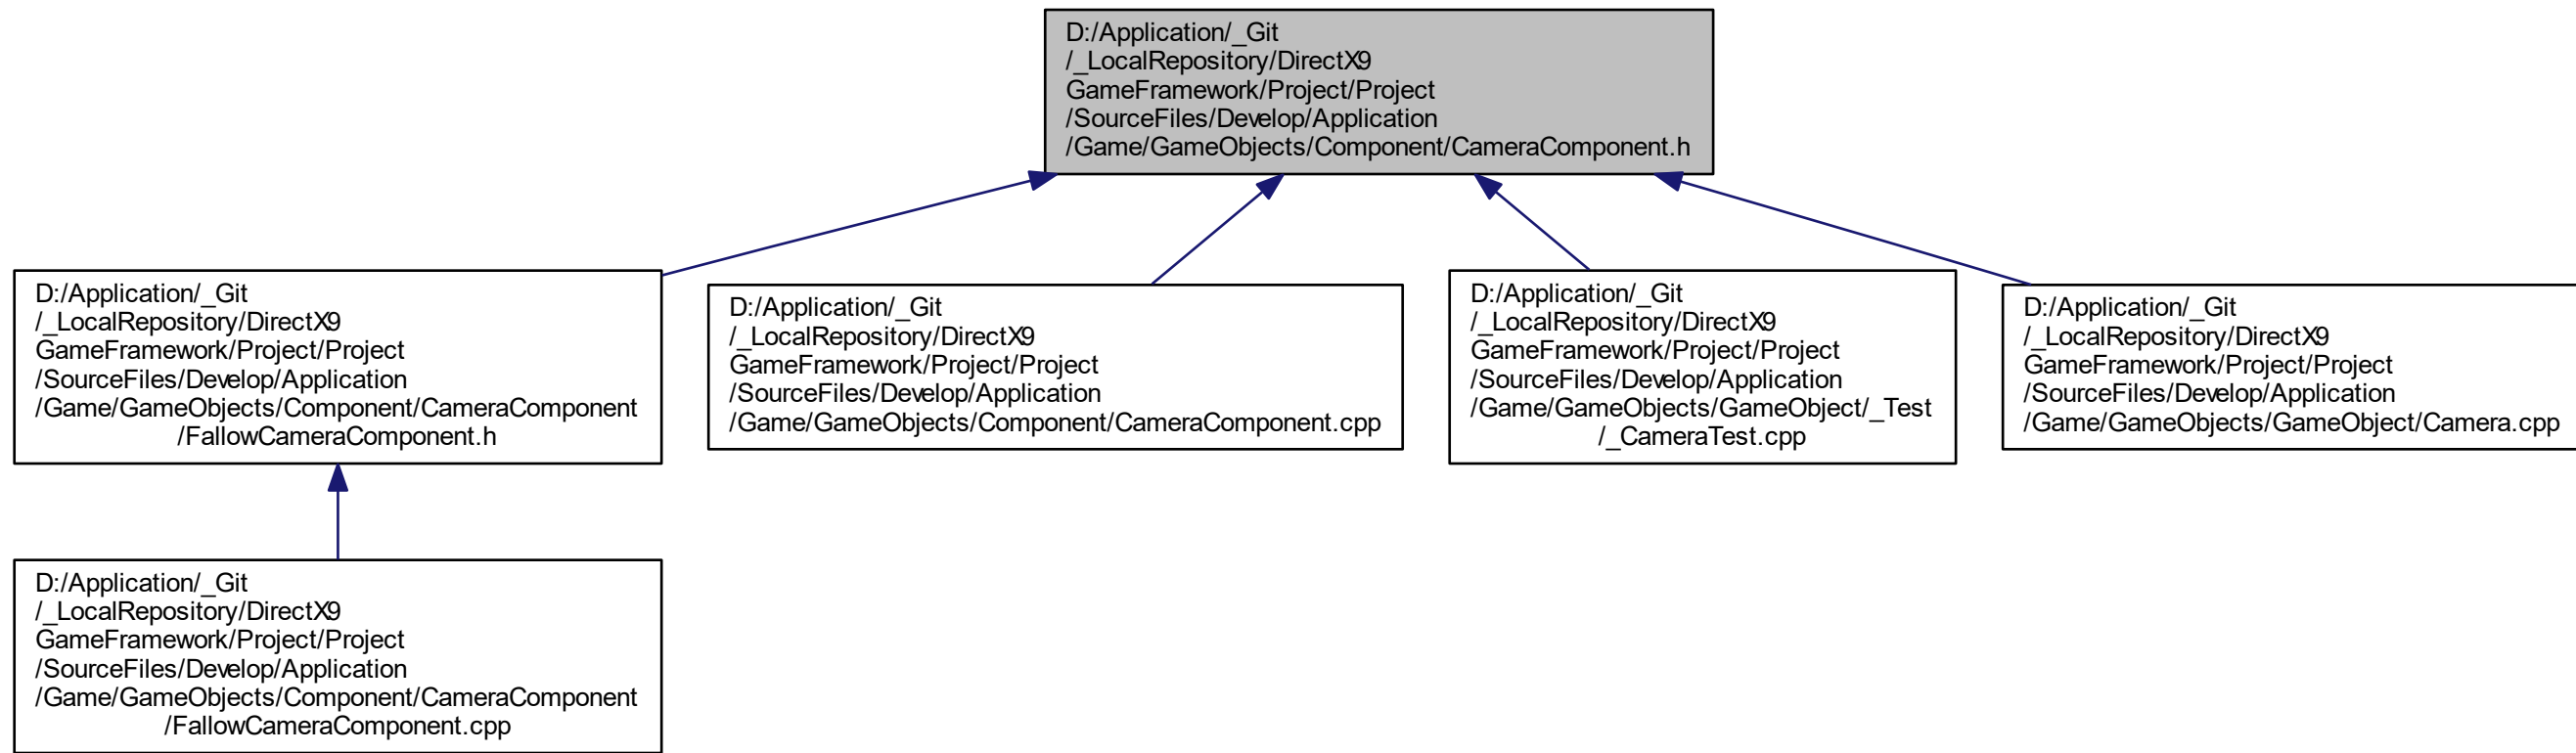 D:/Application/_Git
/_LocalRepository/DirectX9
GameFramework/Project/Project
/SourceFiles/Develop/Application
/Game/GameObjects/Component/CameraComponent.h
D:/Application/_Git
/_LocalRepository/DirectX9
GameFramework/Project/Project
/SourceFiles/Develop/Application
/Game/GameObjects/Component/CameraComponent
/FallowCameraComponent.h
D:/Application/_Git
/_LocalRepository/DirectX9
GameFramework/Project/Project
/SourceFiles/Develop/Application
/Game/GameObjects/Component/CameraComponent.cpp
D:/Application/_Git
/_LocalRepository/DirectX9
GameFramework/Project/Project
/SourceFiles/Develop/Application
/Game/GameObjects/GameObject/_Test
/_CameraTest.cpp
D:/Application/_Git
/_LocalRepository/DirectX9
GameFramework/Project/Project
/SourceFiles/Develop/Application
/Game/GameObjects/GameObject/Camera.cpp
D:/Application/_Git
/_LocalRepository/DirectX9
GameFramework/Project/Project
/SourceFiles/Develop/Application
/Game/GameObjects/Component/CameraComponent
/FallowCameraComponent.cpp